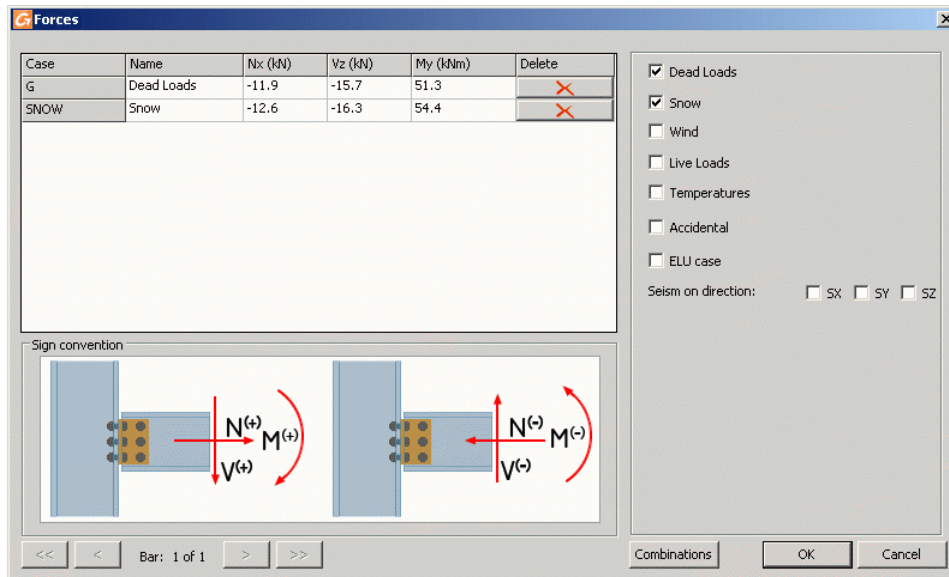 G Forces
Case Name Nx (kN) Vz (kN) My (kNm) Delete
G Dead Loads -11.9 -15.7 51.3
SNOW Snow -12.6 -16.3 54.4
Dead Loads
Snow
Wind
Live Loads
Temperatures
Accidental
ELU case
Seism on direction: SX SY SZ
Sign convention
N(+) M(+) V(+)
N(-) M(-) V(-)
<< < Bar: 1 of 1 > >>
Combinations OK Cancel